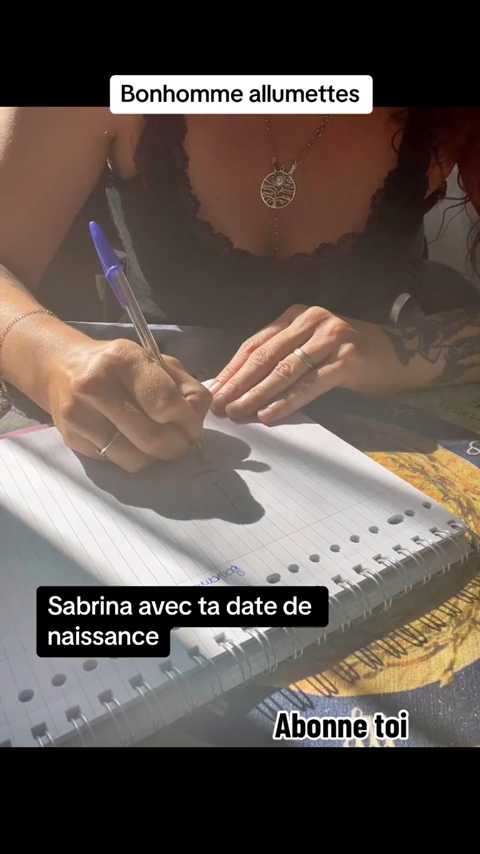 Bonhomme allumettes
Sabrina avec ta date de
naissance
Abonne toi